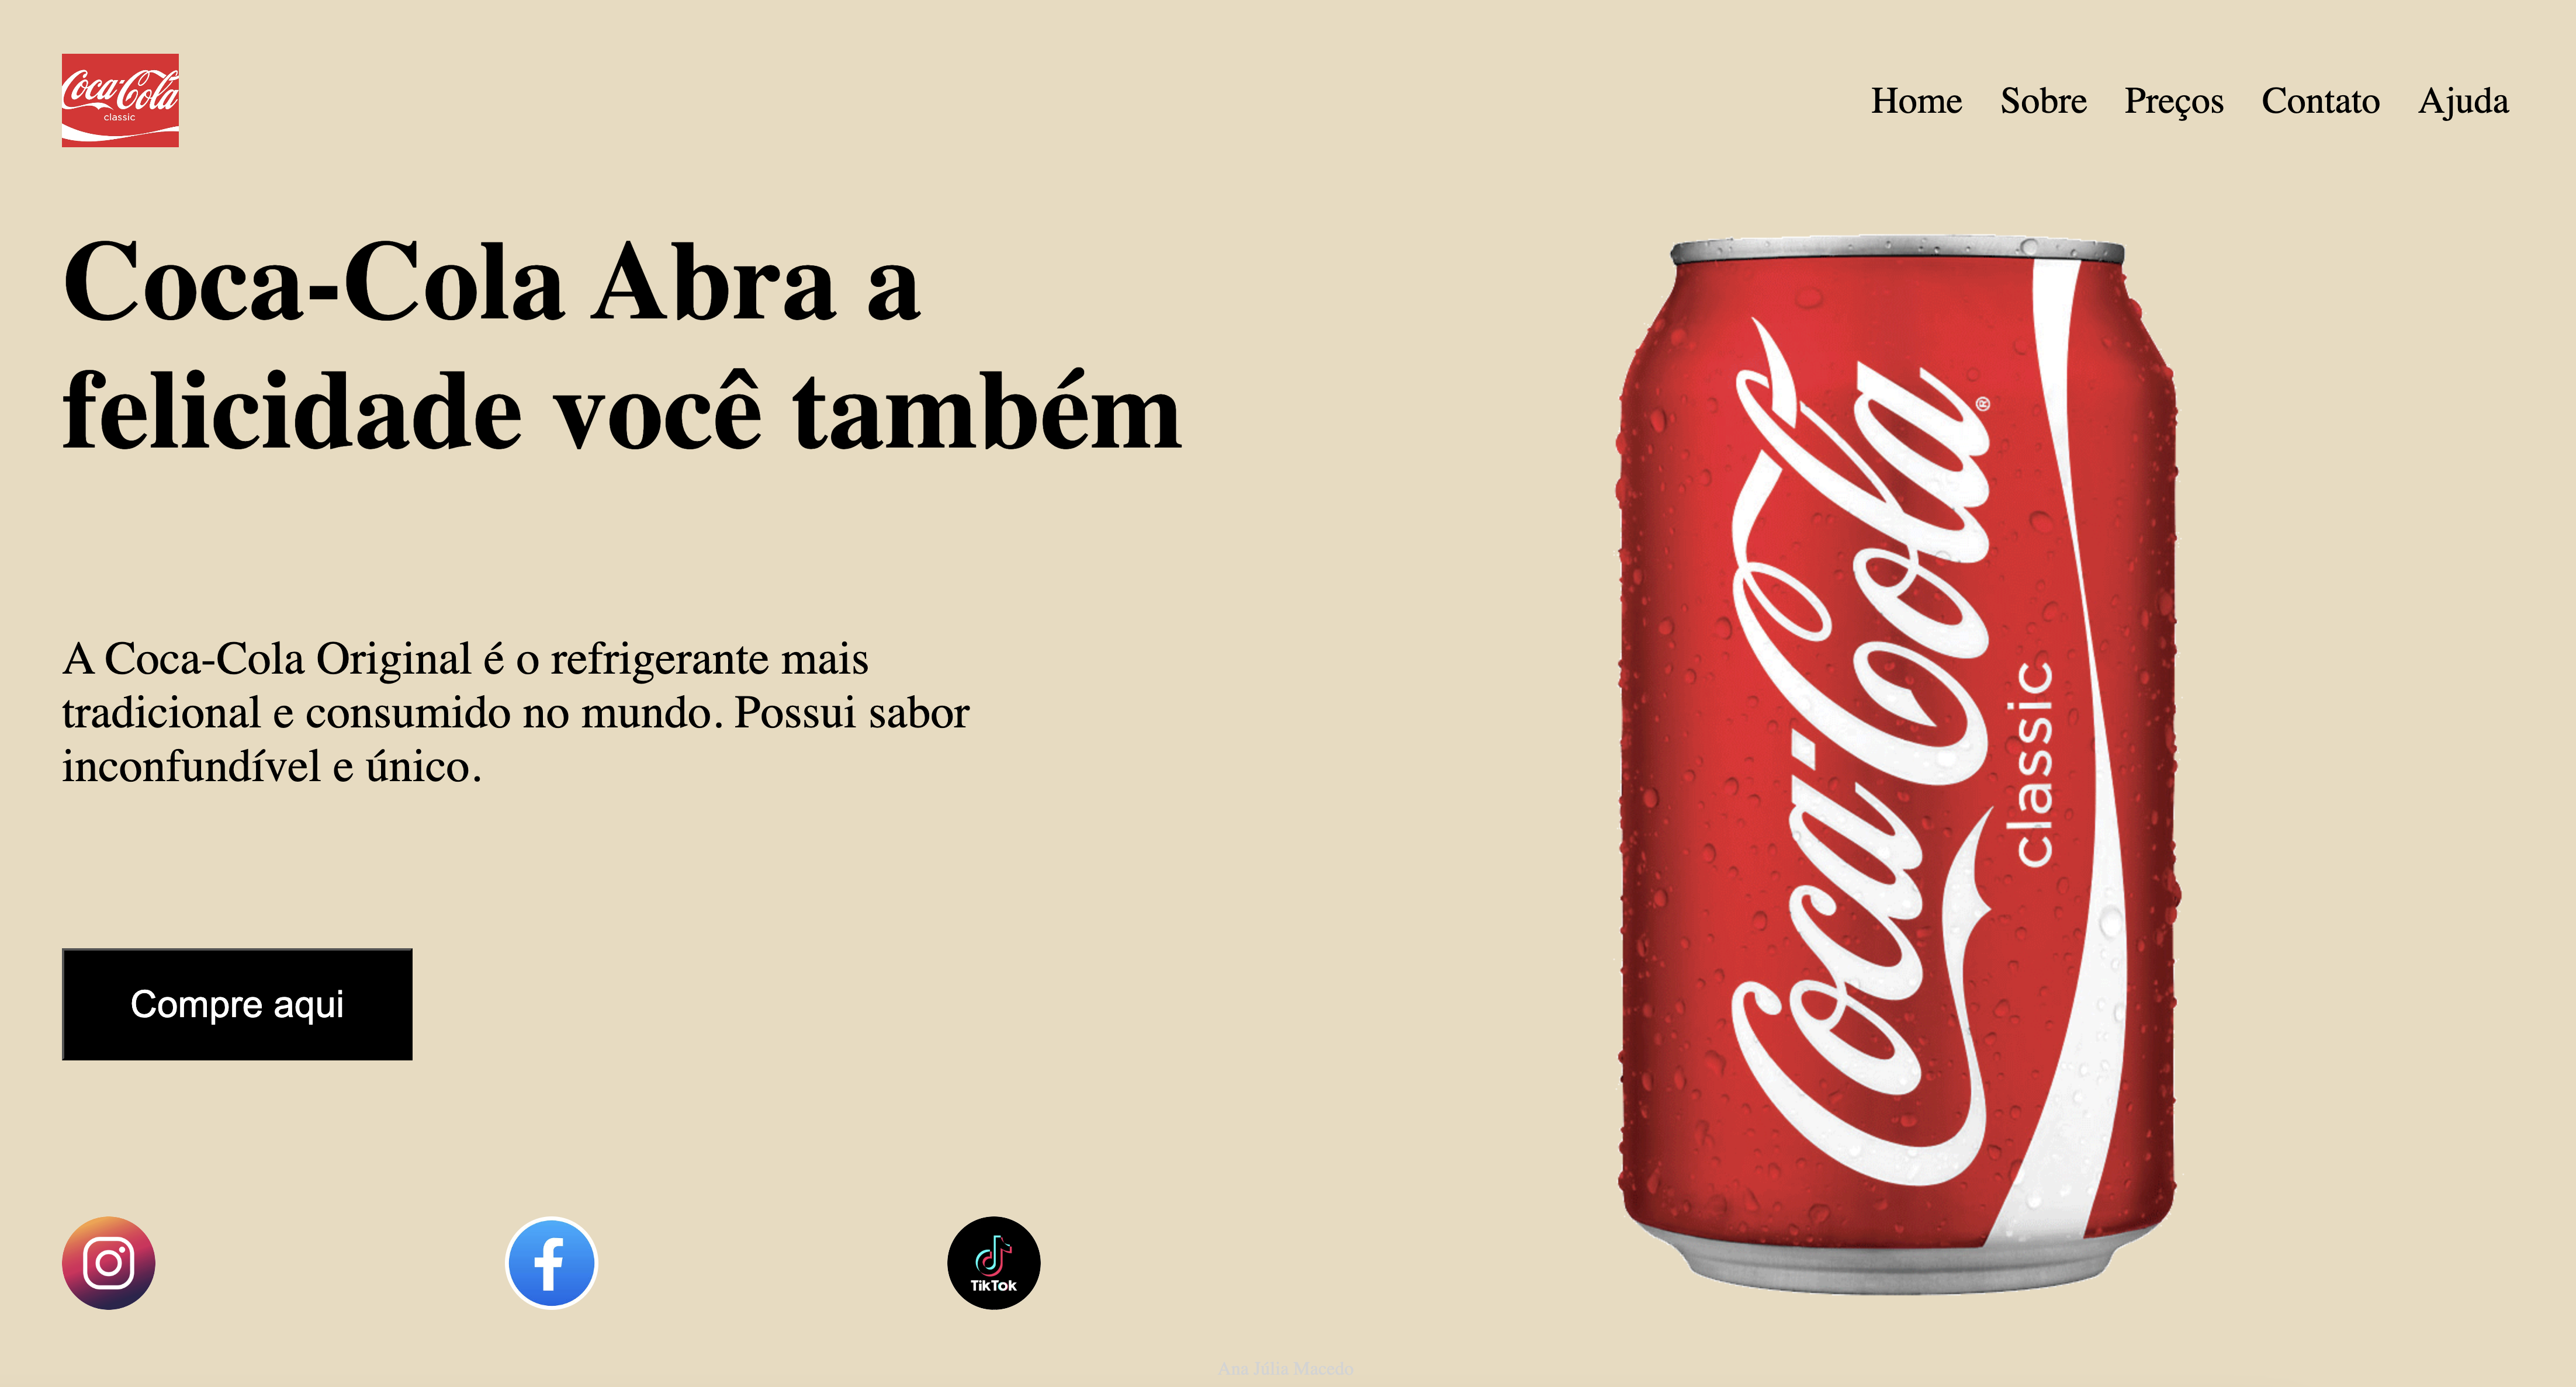 Coca-Cola
classic
Home Sobre Preços Contato Ajuda
Coca-Cola Abra a
felicidade você também
A Coca-Cola Original é o refrigerante mais
tradicional e consumido no mundo. Possui sabor
inconfundível e único.
Compre aqui
TikTok
Coca-Cola®
classic
Ana Júlia Macedo